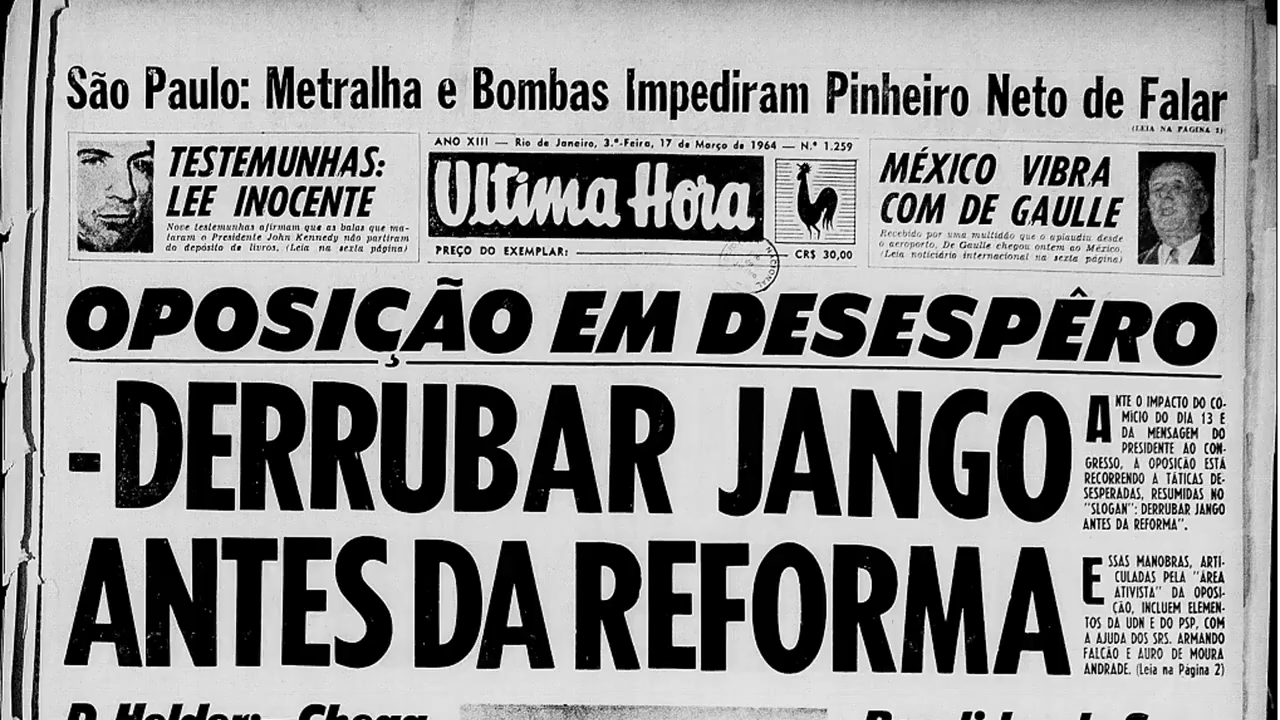 São Paulo: Metralha e Bombas Impediram Pinheiro Neto de Falar
(LEIA NA PÁGINA 2)
TESTEMUNHAS:
LEE INOCENTE
Nove testemunhas afirmam que as balas que ma-
taram o Presidente John Kennedy não partiram
do depósito de livros. (Leia na sexta página)
ANO XIII — Rio de Janeiro, 3.ª-Feira, 17 de Março de 1964 — N.º 1.259
Ultima Hora
PREÇO DO EXEMPLAR: CR$ 30,00
MÉXICO VIBRA
COM DE GAULLE
Recebido por uma multidão que o aplaudiu desde
o aeroporto, De Gaulle chegou ontem ao México.
(Leia noticiário internacional na sexta página)
OPOSIÇÃO EM DESESPÊRO
-DERRUBAR JANGO
ANTES DA REFORMA
ANTE O IMPACTO DO CO-
MÍCIO DO DIA 13 E
DA MENSAGEM DO
PRESIDENTE AO CON-
GRESSO, A OPOSIÇÃO ESTÁ
RECORRENDO A TÁTICAS DE-
SESPERADAS, RESUMIDAS NO
"SLOGAN": DERRUBAR JANGO
ANTES DA REFORMA".
ESSAS MANOBRAS, ARTI-
CULADAS PELA "ÁREA
ATIVISTA" DA OPOSI-
ÇÃO, INCLUEM ELEMEN-
TOS DA UDN E DO PSP, COM
A AJUDA DOS SRS. ARMANDO
FALCÃO E AURO DE MOURA
ANDRADE. (Leia na Página 2)